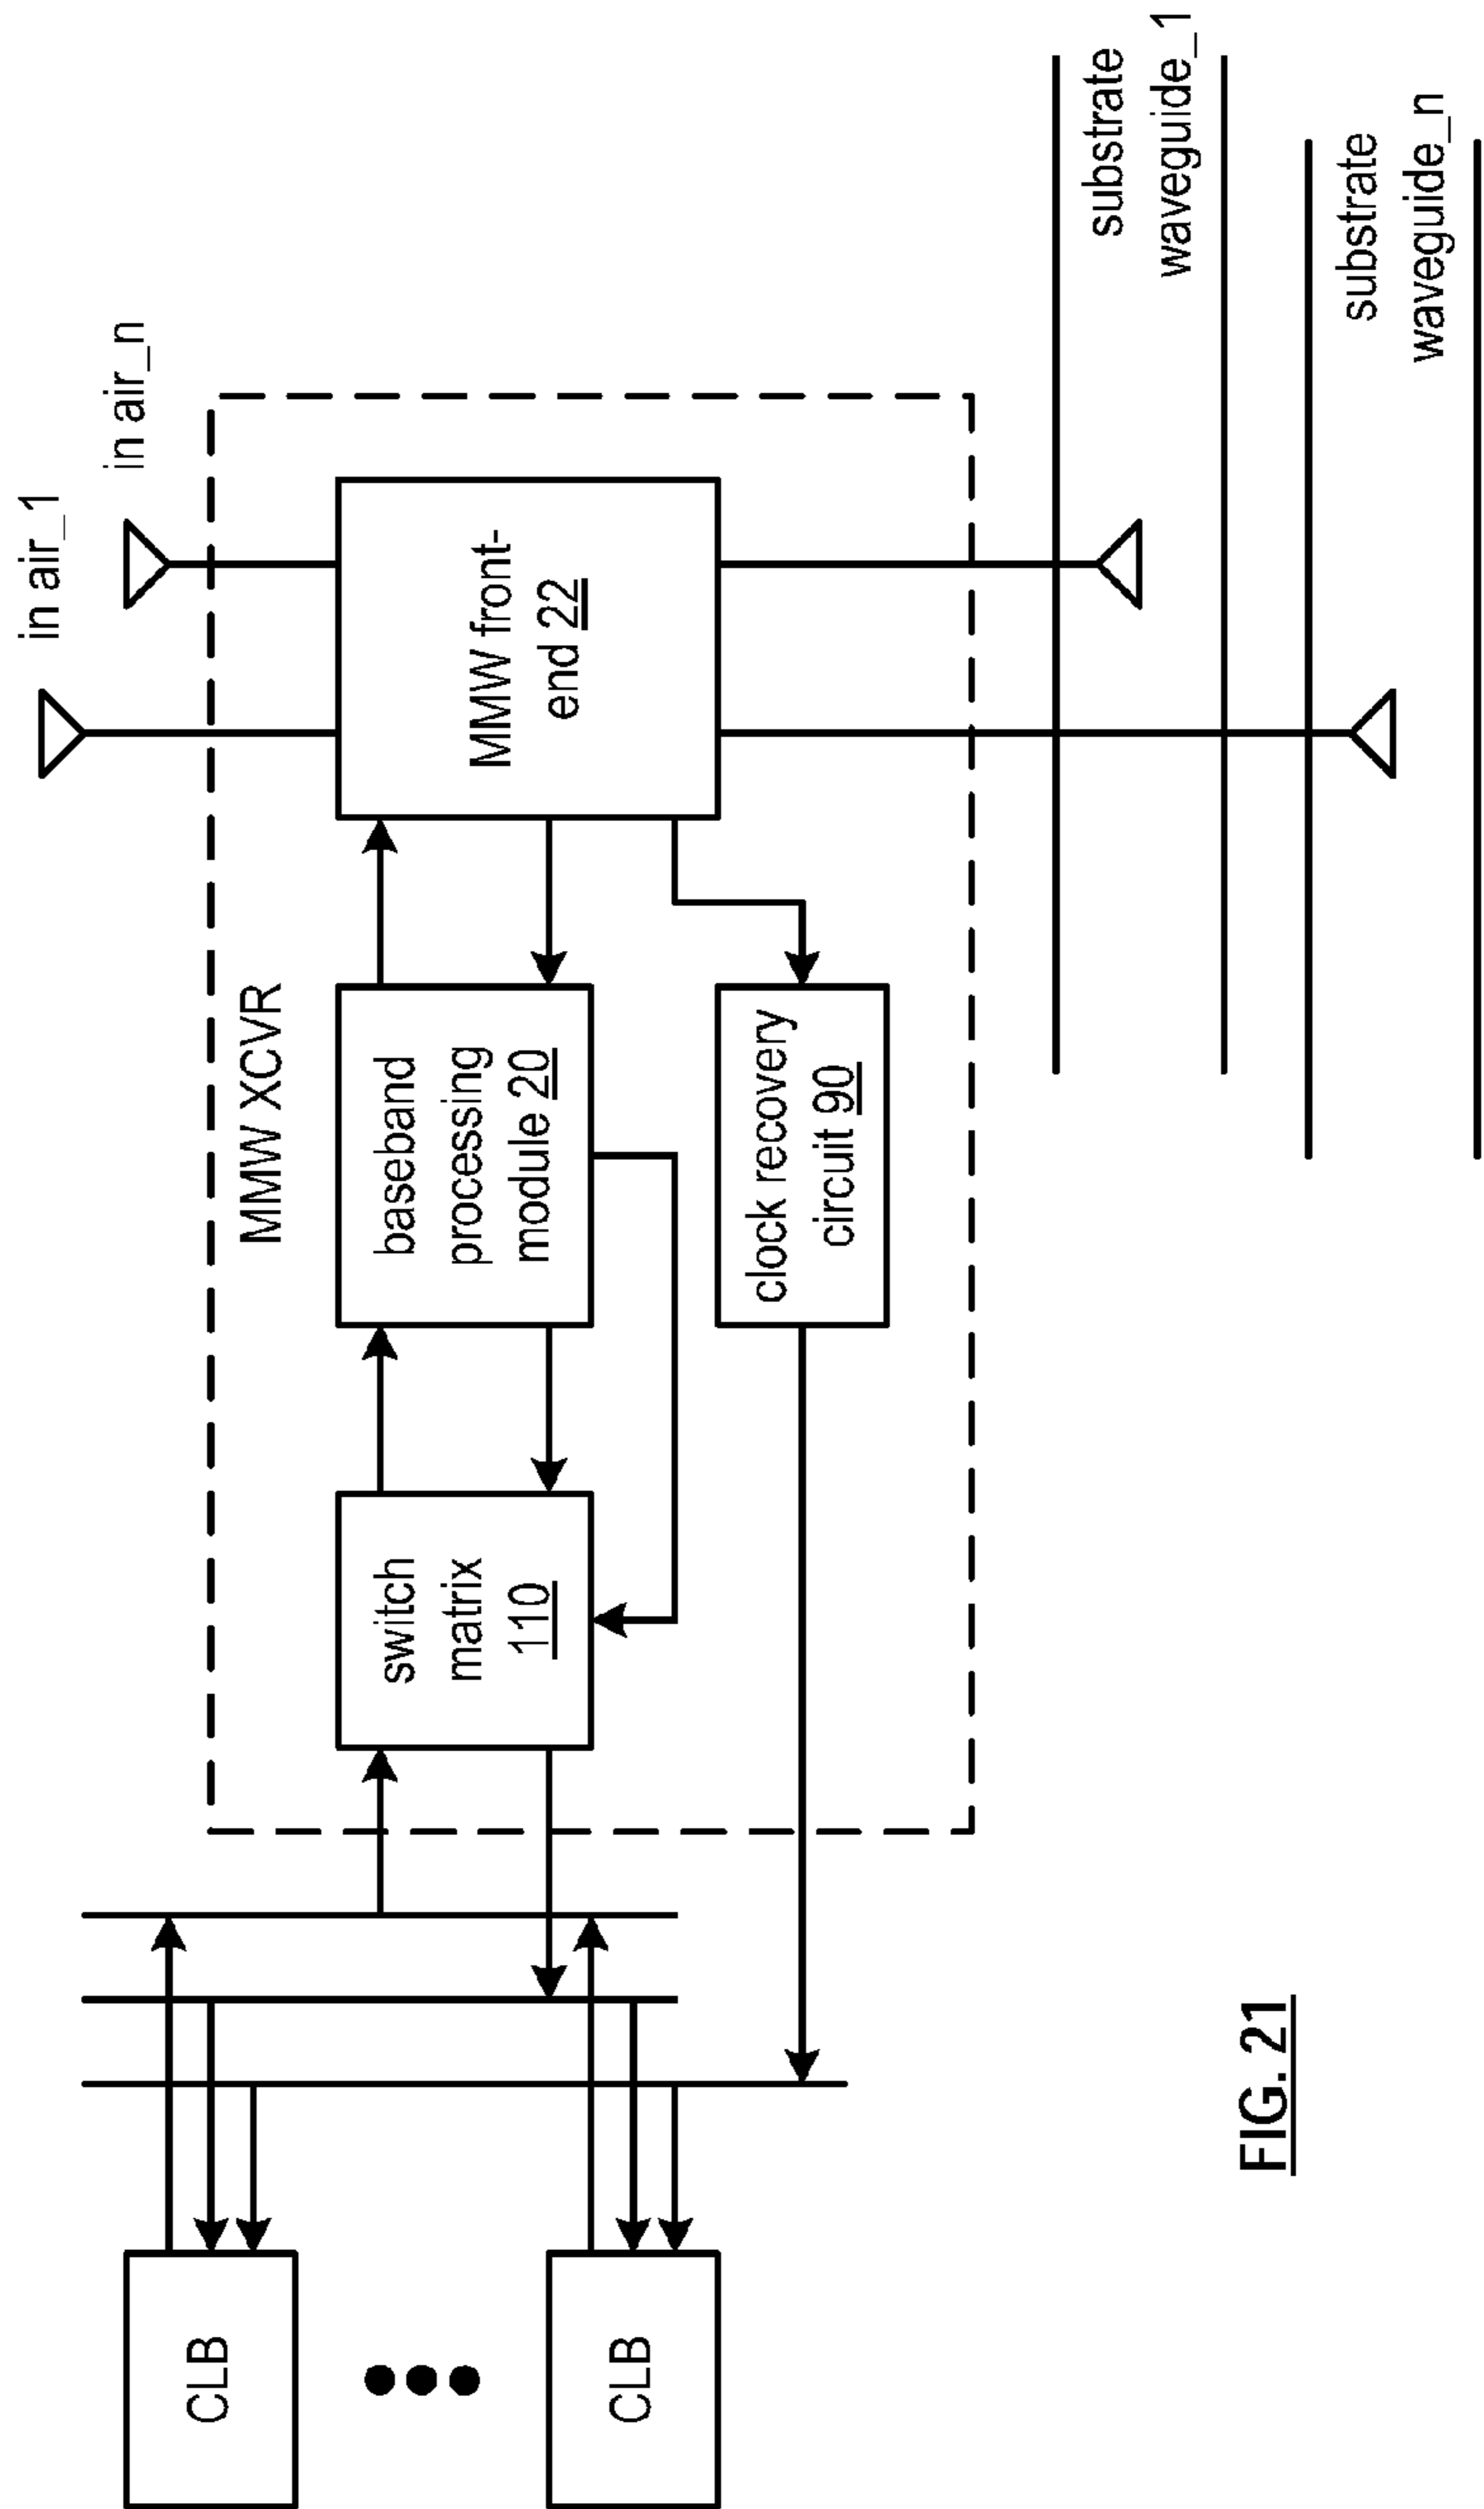 in air_1
in air_n
MMW XCVR
CLB
CLB
switch
matrix
110
baseband
processing
module 20
MMW front-
end 22
clock recovery
circuit 90
substrate
waveguide_1
substrate
waveguide_n
FIG. 21